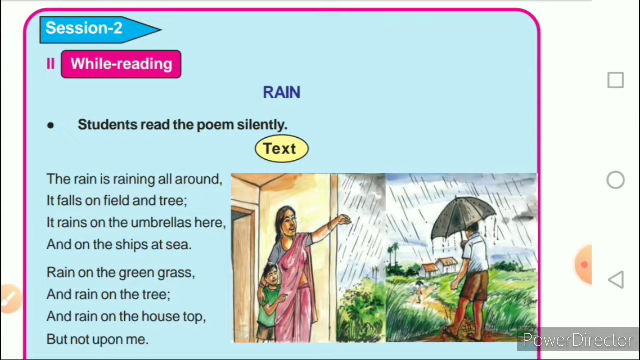 Session-2
II While-reading
RAIN
• Students read the poem silently.
Text
The rain is raining all around,
It falls on field and tree;
It rains on the umbrellas here,
And on the ships at sea.
Rain on the green grass,
And rain on the tree;
And rain on the house top,
But not upon me.
PowerDirector